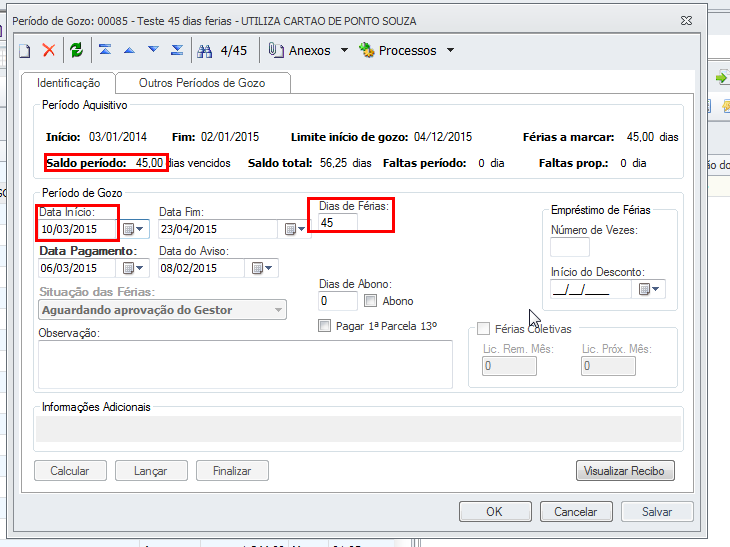 Período de Gozo: 00085 - Teste 45 dias ferias - UTILIZA CARTAO DE PONTO SOUZA
4/45 Anexos Processos
Identificação Outros Períodos de Gozo
Período Aquisitivo
Início: 03/01/2014 Fim: 02/01/2015 Limite início de gozo: 04/12/2015 Férias a marcar: 45,00 dias
Saldo período: 45,00 dias vencidos Saldo total: 56,25 dias Faltas período: 0 dia Faltas prop.: 0 dia
Período de Gozo
Data Início: Data Fim: Dias de Férias:
10/03/2015 23/04/2015 45
Data Pagamento: Data do Aviso:
06/03/2015 08/02/2015
Situação das Férias:
Aguardando aprovação do Gestor
Dias de Abono:
0 Abono
Pagar 1ª Parcela 13º
Observação:
Empréstimo de Férias
Número de Vezes:
Início do Desconto:
__/__/____
Férias Coletivas
Lic. Rem. Mês: Lic. Próx. Mês:
0 0
Informações Adicionais
Calcular Lançar Finalizar Visualizar Recibo
OK Cancelar Salvar